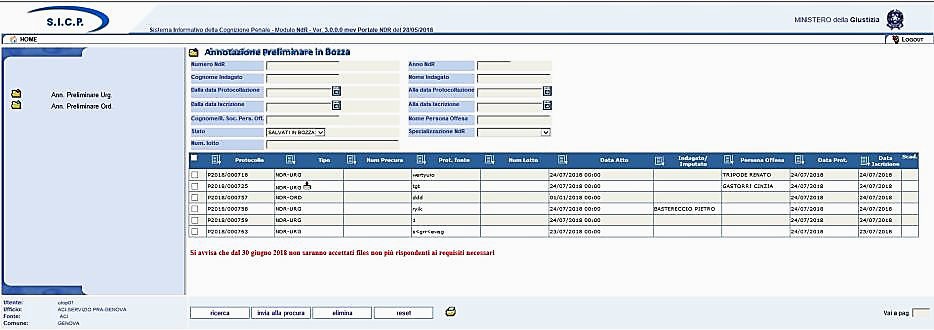 S.I.C.P.
Sistema Informativo della Cognizione Penale - Modulo NdR - Ver. 3.0.0.0 mev Portale NDR del 28/05/2018
MINISTERO della Giustizia
HOME
LOGOUT
Annotazione Preliminare in Bozza
Numero NdR Anno NdR
Cognome Indagato Nome Indagato
Dalla data Protocollazione Alla data Protocollazione
Dalla data Iscrizione Alla data Iscrizione
Cognome/R. Soc. Pers. Off. Nome Persona Offesa
Stato SALVATI IN BOZZA Specializzazione NdR
Num. lotto
Ann. Preliminare Urg.
Ann. Preliminare Ord.
Protocollo Tipo Num Procura Prot. fonte Num Lotto Data Atto Indagato/Imputato Persona Offesa Data Prot. Data Iscrizione Scad.
P2018/000718 NDR-URG wertyuio 24/07/2018 00:00 TRIPODE RENATO 24/07/2018 24/07/2018
P2018/000725 NDR-URG tgt 24/07/2018 00:00 GASTORRI CINZIA 24/07/2018 24/07/2018
P2018/000737 NDR-ORD ddd 01/01/2018 00:00 24/07/2018 24/07/2018
P2018/000758 NDR-URG 24/07/2018 00:00 BASTERECCIO PIETRO 24/07/2018 24/07/2018
P2018/000759 NDR-URG 1 24/07/2018 00:00 24/07/2018 24/07/2018
P2018/000763 NDR-URG 23/07/2018 00:00 24/07/2018 23/07/2018
Si avvisa che dal 30 giugno 2018 non saranno accettati files non più rispondenti ai requisiti necessari
Utente: utep01
Ufficio: ACI-SERVIZIO PRA-GENOVA
Fonte: ACI
Comune: GENOVA
ricerca invia alla procura elimina reset
Vai a pag